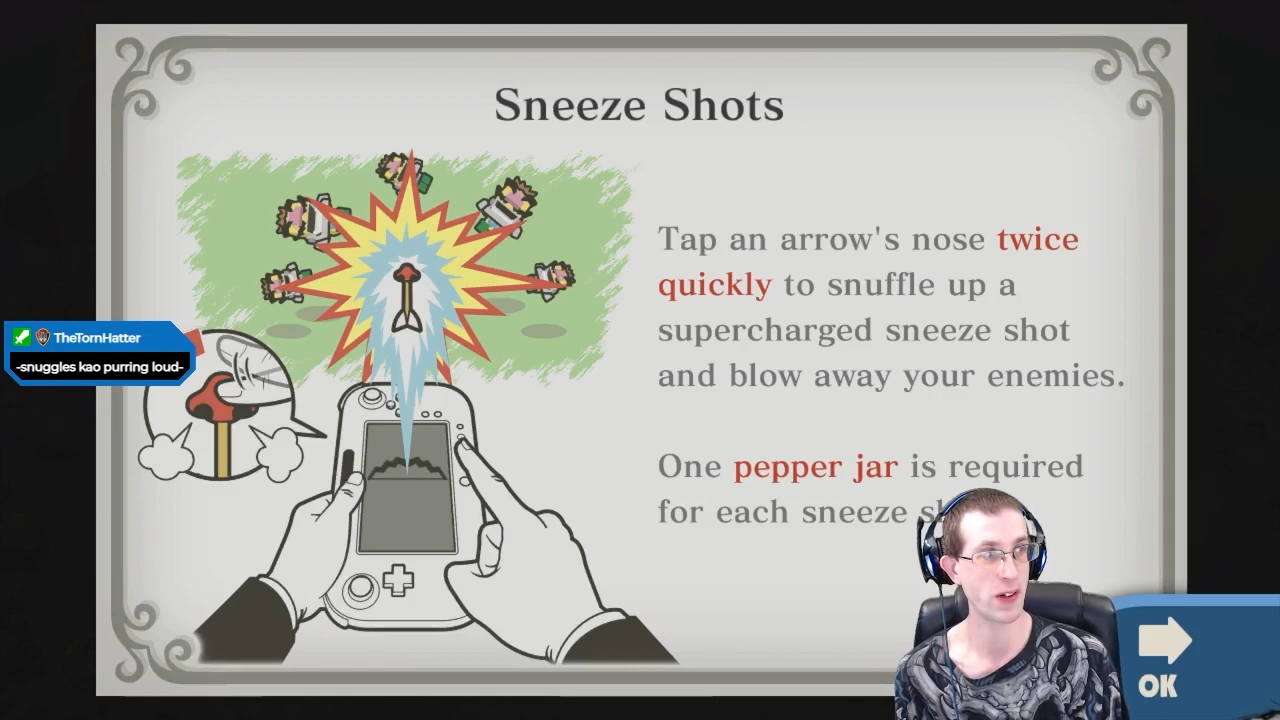 Sneeze Shots
Tap an arrow's nose twice
quickly to snuffle up a
supercharged sneeze shot
and blow away your enemies.
One pepper jar is required
for each sneeze
TheTornHatter
-snuggles kao purring loud-
OK